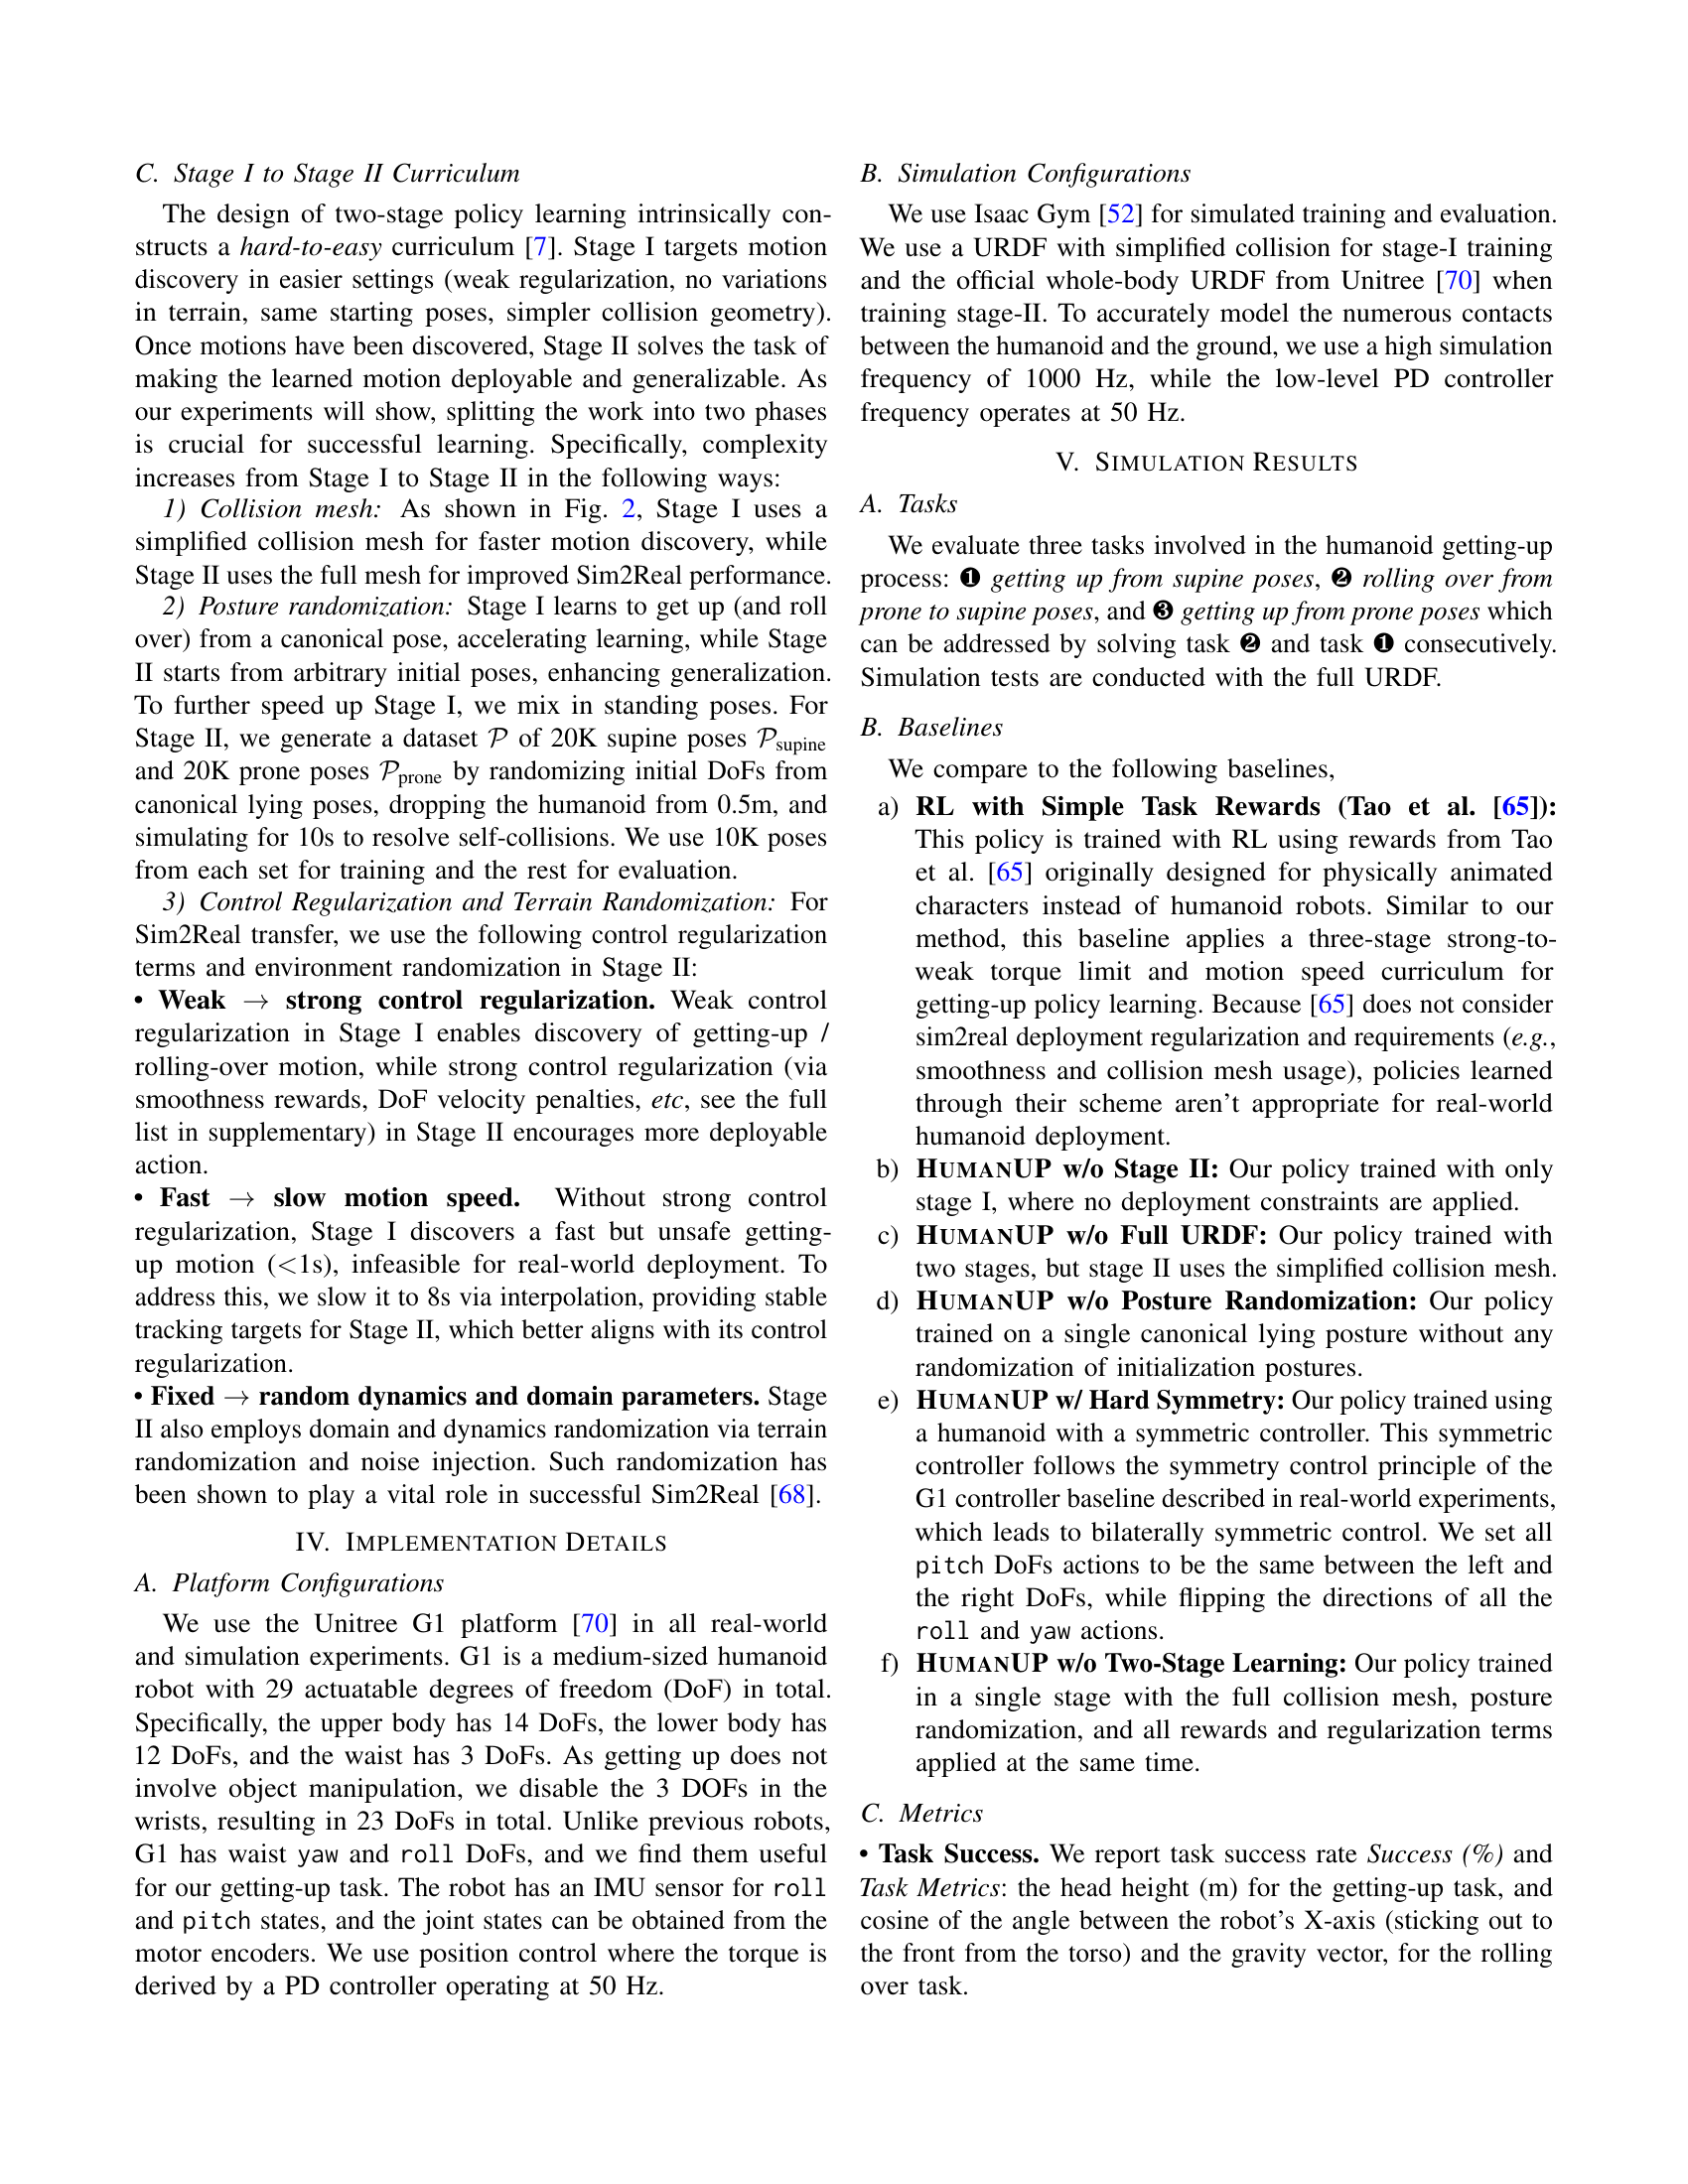 C. Stage I to Stage II Curriculum
The design of two-stage policy learning intrinsically con-
structs a hard-to-easy curriculum [7]. Stage I targets motion
discovery in easier settings (weak regularization, no variations
in terrain, same starting poses, simpler collision geometry).
Once motions have been discovered, Stage II solves the task of
making the learned motion deployable and generalizable. As
our experiments will show, splitting the work into two phases
is crucial for successful learning. Specifically, complexity
increases from Stage I to Stage II in the following ways:
1) Collision mesh: As shown in Fig. 2, Stage I uses a
simplified collision mesh for faster motion discovery, while
Stage II uses the full mesh for improved Sim2Real performance.
2) Posture randomization: Stage I learns to get up (and roll
over) from a canonical pose, accelerating learning, while Stage
II starts from arbitrary initial poses, enhancing generalization.
To further speed up Stage I, we mix in standing poses. For
Stage II, we generate a dataset P of 20K supine poses P_supine
and 20K prone poses P_prone by randomizing initial DoFs from
canonical lying poses, dropping the humanoid from 0.5m, and
simulating for 10s to resolve self-collisions. We use 10K poses
from each set for training and the rest for evaluation.
3) Control Regularization and Terrain Randomization: For
Sim2Real transfer, we use the following control regularization
terms and environment randomization in Stage II:
• Weak → strong control regularization. Weak control
regularization in Stage I enables discovery of getting-up /
rolling-over motion, while strong control regularization (via
smoothness rewards, DoF velocity penalties, etc, see the full
list in supplementary) in Stage II encourages more deployable
action.
• Fast → slow motion speed. Without strong control
regularization, Stage I discovers a fast but unsafe getting-
up motion (<1s), infeasible for real-world deployment. To
address this, we slow it to 8s via interpolation, providing stable
tracking targets for Stage II, which better aligns with its control
regularization.
• Fixed → random dynamics and domain parameters. Stage
II also employs domain and dynamics randomization via terrain
randomization and noise injection. Such randomization has
been shown to play a vital role in successful Sim2Real [68].
IV. IMPLEMENTATION DETAILS
A. Platform Configurations
We use the Unitree G1 platform [70] in all real-world
and simulation experiments. G1 is a medium-sized humanoid
robot with 29 actuatable degrees of freedom (DoF) in total.
Specifically, the upper body has 14 DoFs, the lower body has
12 DoFs, and the waist has 3 DoFs. As getting up does not
involve object manipulation, we disable the 3 DOFs in the
wrists, resulting in 23 DoFs in total. Unlike previous robots,
G1 has waist yaw and roll DoFs, and we find them useful
for our getting-up task. The robot has an IMU sensor for roll
and pitch states, and the joint states can be obtained from the
motor encoders. We use position control where the torque is
derived by a PD controller operating at 50 Hz.
B. Simulation Configurations
We use Isaac Gym [52] for simulated training and evaluation.
We use a URDF with simplified collision for stage-I training
and the official whole-body URDF from Unitree [70] when
training stage-II. To accurately model the numerous contacts
between the humanoid and the ground, we use a high simulation
frequency of 1000 Hz, while the low-level PD controller
frequency operates at 50 Hz.
V. SIMULATION RESULTS
A. Tasks
We evaluate three tasks involved in the humanoid getting-up
process: ❶ getting up from supine poses, ❷ rolling over from
prone to supine poses, and ❸ getting up from prone poses which
can be addressed by solving task ❷ and task ❶ consecutively.
Simulation tests are conducted with the full URDF.
B. Baselines
We compare to the following baselines,
a) RL with Simple Task Rewards (Tao et al. [65]):
This policy is trained with RL using rewards from Tao
et al. [65] originally designed for physically animated
characters instead of humanoid robots. Similar to our
method, this baseline applies a three-stage strong-to-
weak torque limit and motion speed curriculum for
getting-up policy learning. Because [65] does not consider
sim2real deployment regularization and requirements (e.g.,
smoothness and collision mesh usage), policies learned
through their scheme aren't appropriate for real-world
humanoid deployment.
b) HUMANUP w/o Stage II: Our policy trained with only
stage I, where no deployment constraints are applied.
c) HUMANUP w/o Full URDF: Our policy trained with
two stages, but stage II uses the simplified collision mesh.
d) HUMANUP w/o Posture Randomization: Our policy
trained on a single canonical lying posture without any
randomization of initialization postures.
e) HUMANUP w/ Hard Symmetry: Our policy trained using
a humanoid with a symmetric controller. This symmetric
controller follows the symmetry control principle of the
G1 controller baseline described in real-world experiments,
which leads to bilaterally symmetric control. We set all
pitch DoFs actions to be the same between the left and
the right DoFs, while flipping the directions of all the
roll and yaw actions.
f) HUMANUP w/o Two-Stage Learning: Our policy trained
in a single stage with the full collision mesh, posture
randomization, and all rewards and regularization terms
applied at the same time.
C. Metrics
• Task Success. We report task success rate Success (%) and
Task Metrics: the head height (m) for the getting-up task, and
cosine of the angle between the robot's X-axis (sticking out to
the front from the torso) and the gravity vector, for the rolling
over task.